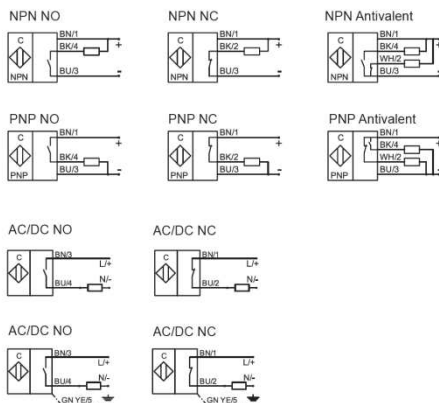 NPN NO
C
NPN
BN/1
BK/4
BU/3
+
-
NPN NC
C
NPN
BN/1
BK/2
BU/3
+
-
NPN Antivalent
C
NPN
BN/1
BK/4
WH/2
BU/3
+
-
PNP NO
C
PNP
BN/1
BK/4
BU/3
+
-
PNP NC
C
PNP
BN/1
BK/2
BU/3
+
-
PNP Antivalent
C
PNP
BN/1
BK/4
WH/2
BU/3
+
-
AC/DC NO
C
BN/3
L/+
BU/4
N/-
AC/DC NC
C
BN/1
L/+
BU/2
N/-
AC/DC NO
C
BN/3
L/+
BU/4
N/-
GN YE/5
AC/DC NC
C
BN/1
L/+
BU/2
N/-
GN YE/5